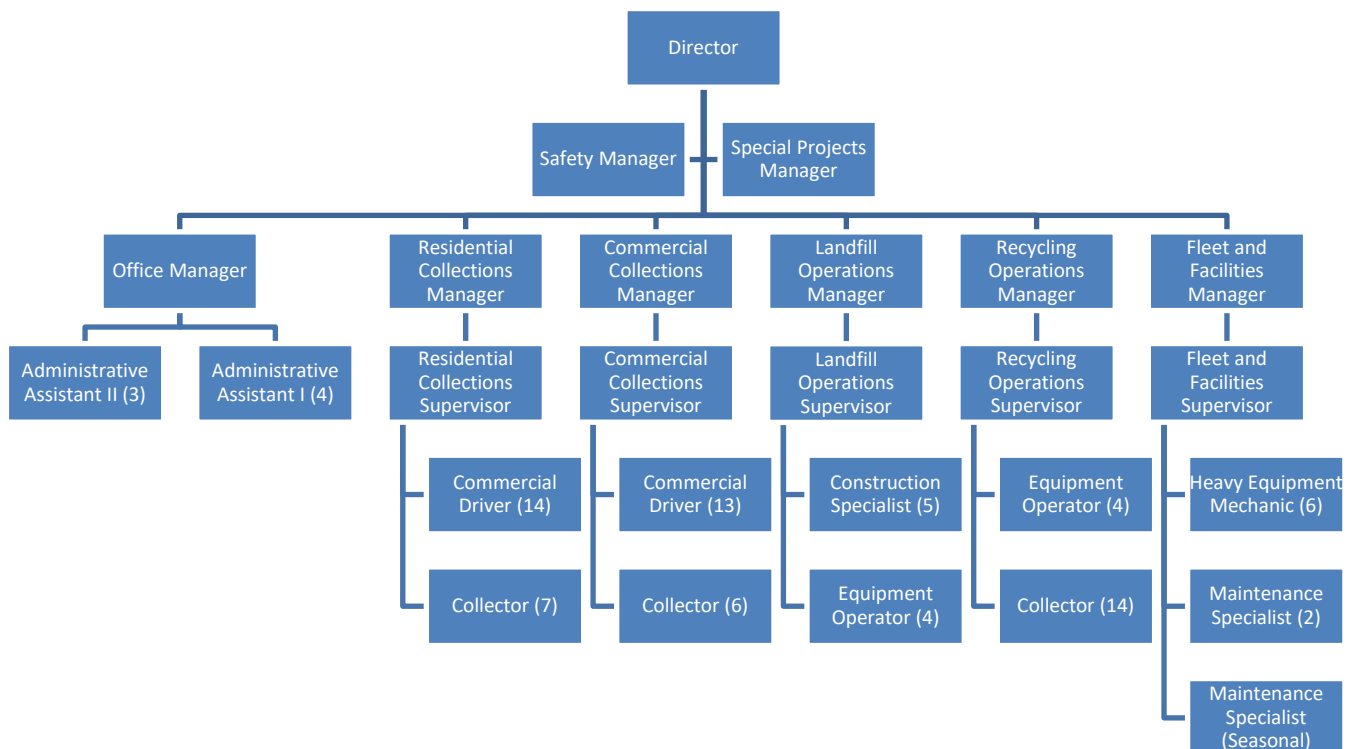 Director
Safety Manager
Special Projects
Manager
Office Manager
Residential
Collections
Manager
Commercial
Collections
Manager
Landfill
Operations
Manager
Recycling
Operations
Manager
Fleet and
Facilities
Manager
Administrative
Assistant II (3)
Administrative
Assistant I (4)
Residential
Collections
Supervisor
Commercial
Collections
Supervisor
Landfill
Operations
Supervisor
Recycling
Operations
Supervisor
Fleet and
Facilities
Supervisor
Commercial
Driver (14)
Commercial
Driver (13)
Construction
Specialist (5)
Equipment
Operator (4)
Heavy Equipment
Mechanic (6)
Collector (7)
Collector (6)
Equipment
Operator (4)
Collector (14)
Maintenance
Specialist (2)
Maintenance
Specialist
(Seasonal)